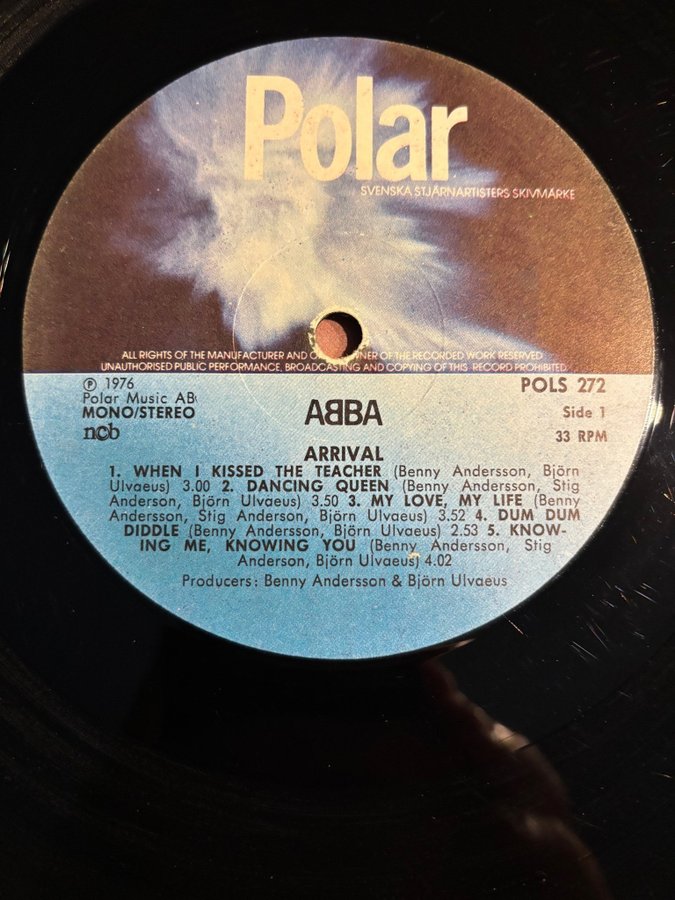 Polar
SVENSKA STJÄRNARTISTERS SKIVMÄRKE
ALL RIGHTS OF THE MANUFACTURER AND O NER OF THE RECORDED WORK RESERVED
UNAUTHORISED PUBLIC PERFORMANCE, BROADCASTING AND COPYING OF THIS RECORD PROHIBITED
Ⓟ 1976
Polar Music AB
MONO/STEREO
ncb
ABBA
POLS 272
Side 1
33 RPM
ARRIVAL
1. WHEN I KISSED THE TEACHER (Benny Andersson, Björn
Ulvaeus) 3.00 2. DANCING QUEEN (Benny Andersson, Stig
Anderson, Björn Ulvaeus) 3.50 3. MY LOVE, MY LIFE (Benny
Andersson, Stig Anderson, Björn Ulvaeus) 3.52 4. DUM DUM
DIDDLE (Benny Andersson, Björn Ulvaeus) 2.53 5. KNOW-
ING ME, KNOWING YOU (Benny Andersson, Stig
Anderson, Björn Ulvaeus) 4.02
Producers: Benny Andersson & Björn Ulvaeus